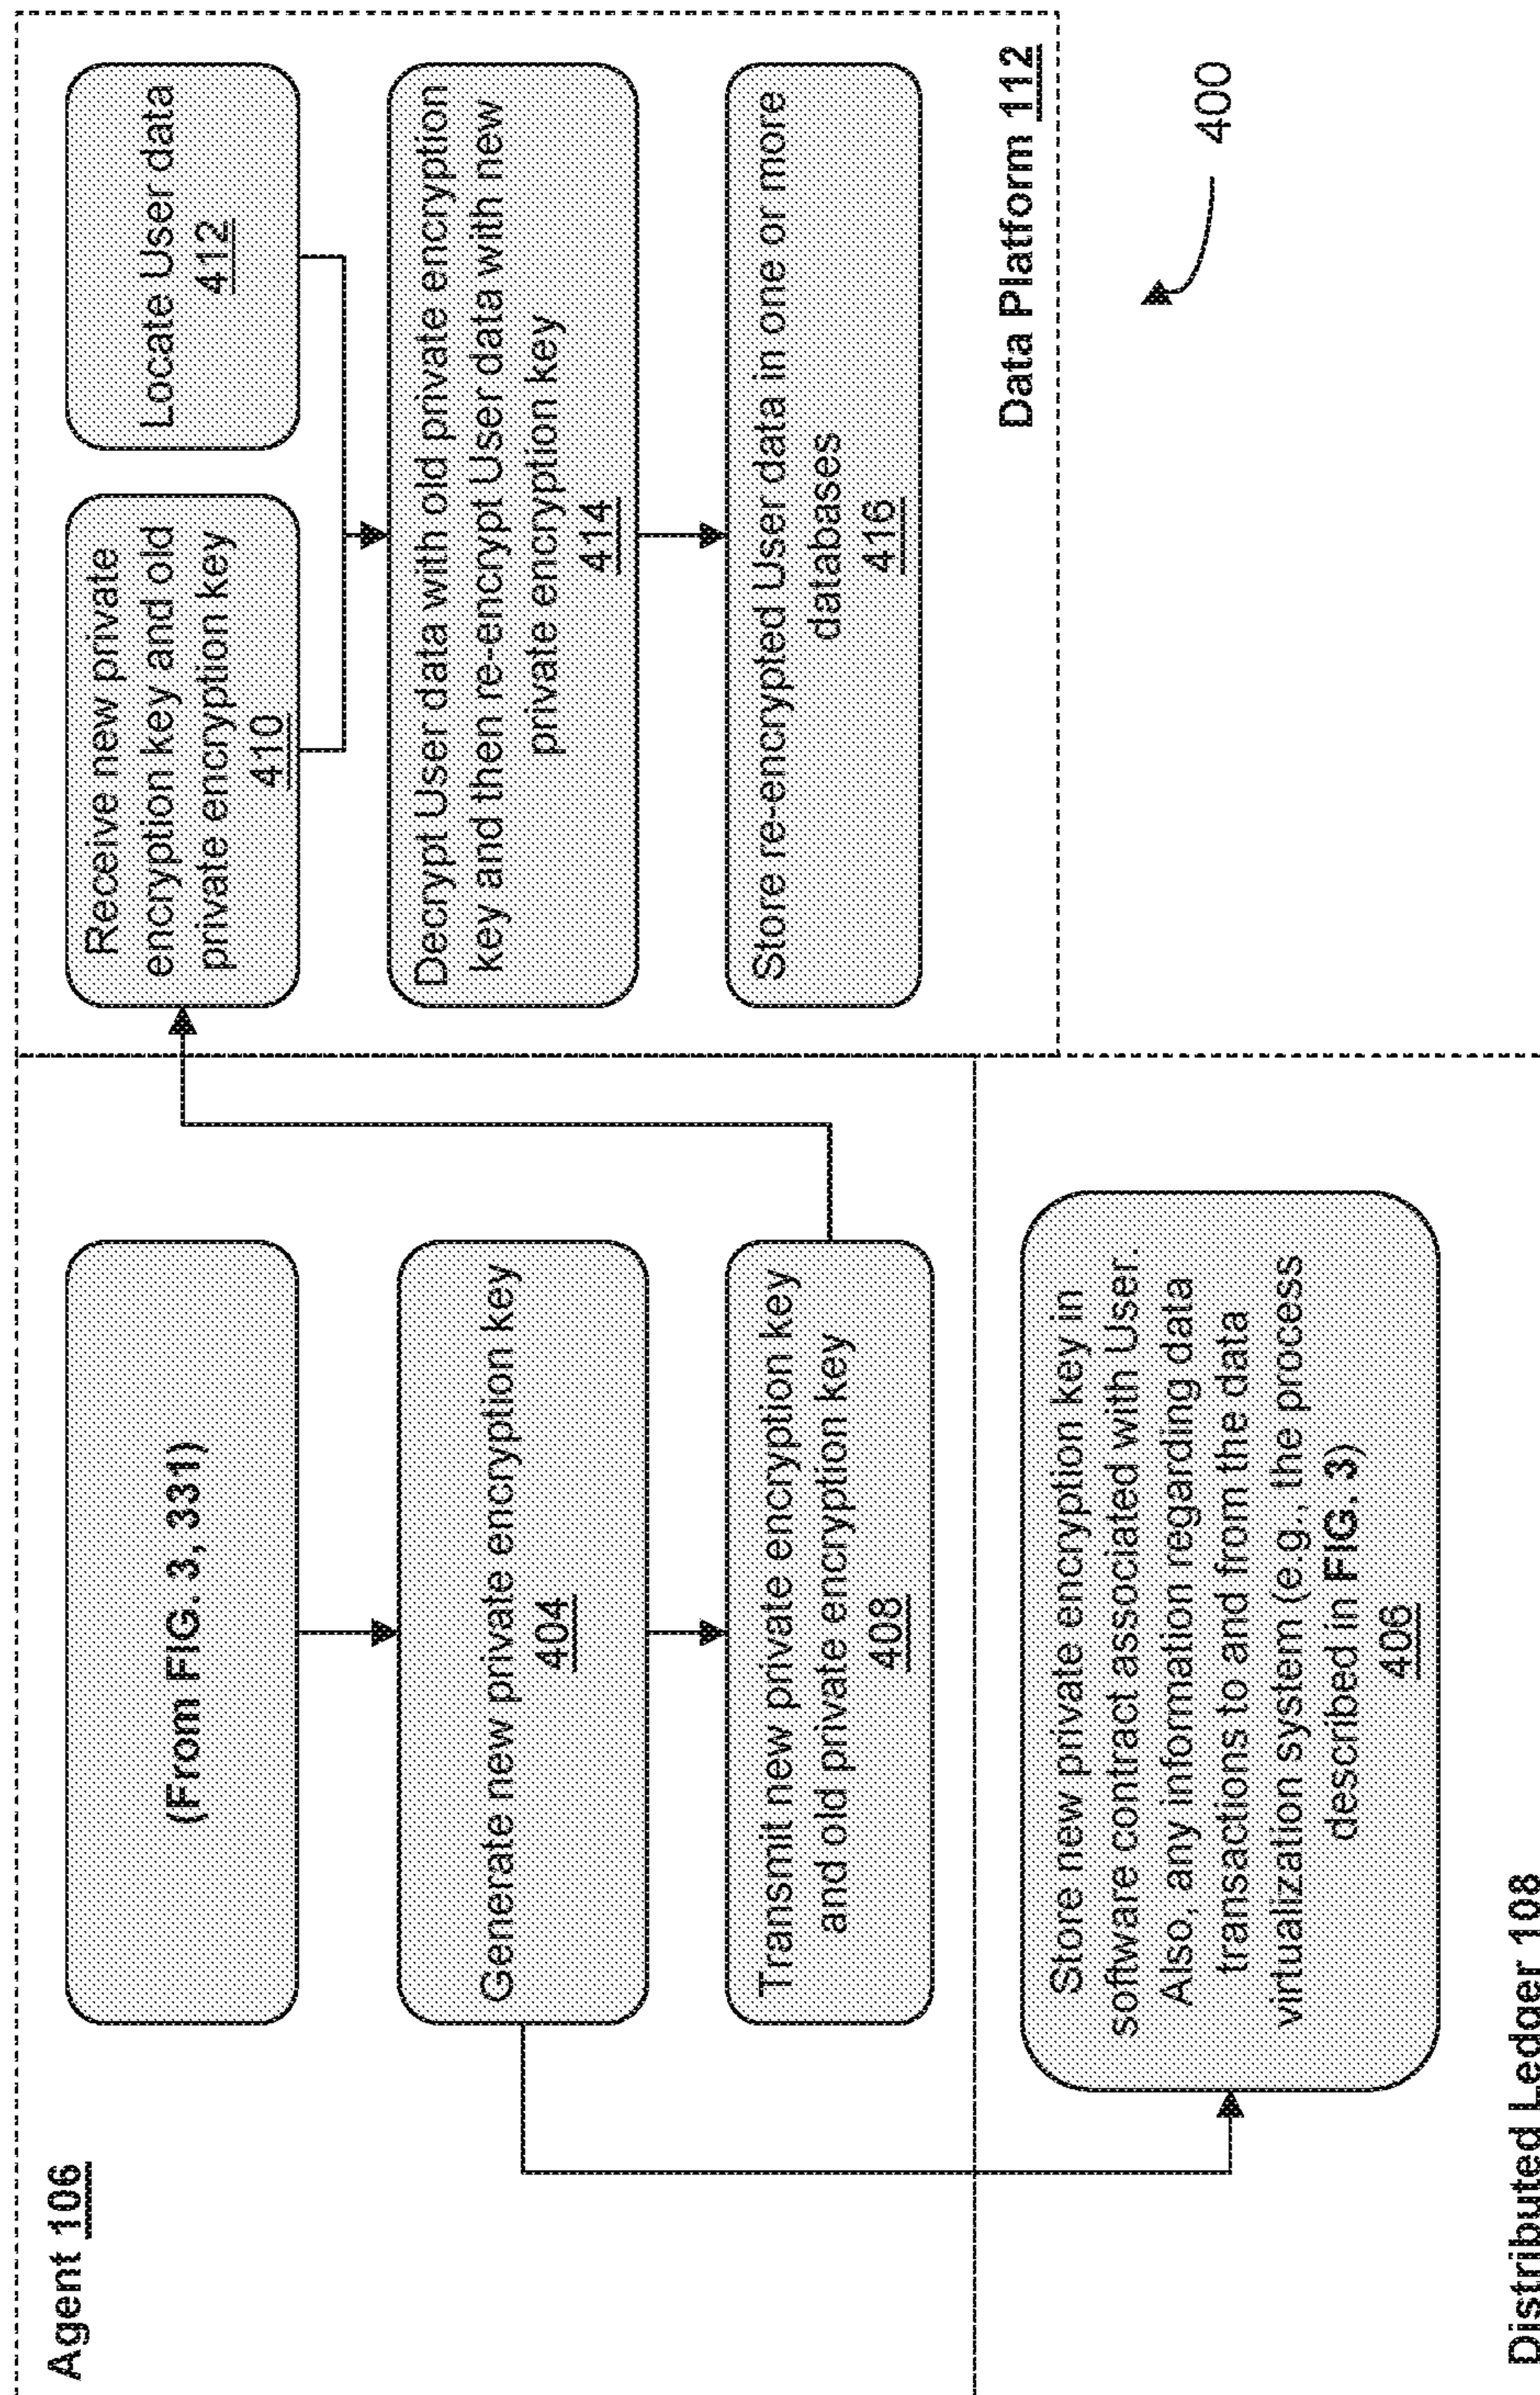 Agent 106
(From FIG. 3, 331)
Generate new private encryption key
404
Transmit new private encryption key
and old private encryption key
408
Store new private encryption key in
software contract associated with User.
Also, any information regarding data
transactions to and from the data
virtualization system (e.g., the process
described in FIG. 3)
406
Distributed Ledger 108
Receive new private
encryption key and old
private encryption key
410
Locate User data
412
Decrypt User data with old private encryption
key and then re-encrypt User data with new
private encryption key
414
Store re-encrypted User data in one or more
databases
416
Data Platform 112
400